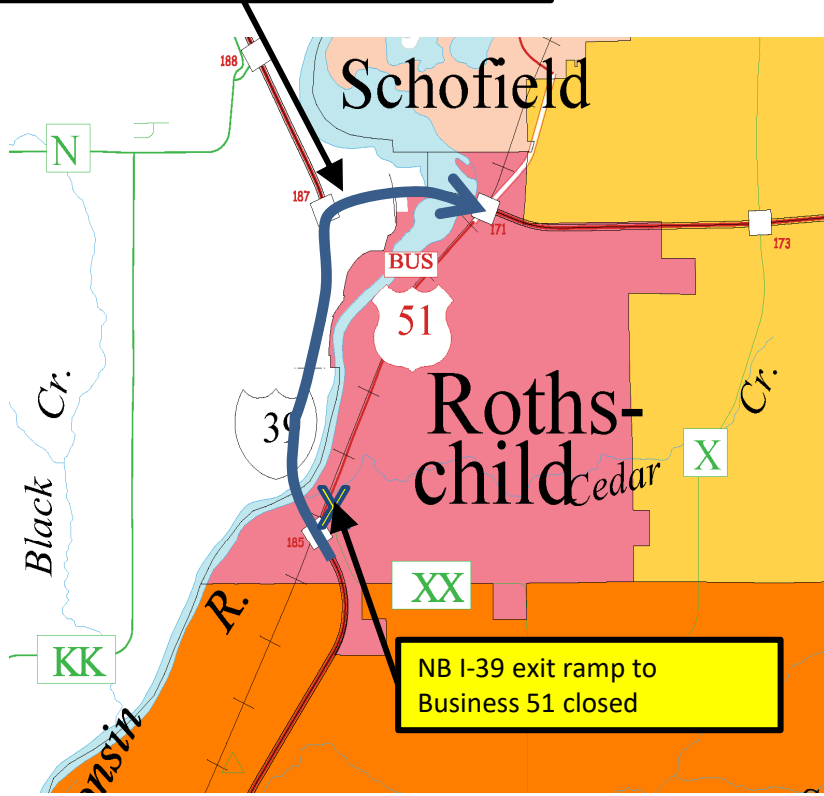 188
Schofield
N
187
171
173
BUS
51
Roths-
child
39
Black Cr.
Cedar Cr.
X
185
XX
R.
KK
NB I-39 exit ramp to
Business 51 closed
onsin